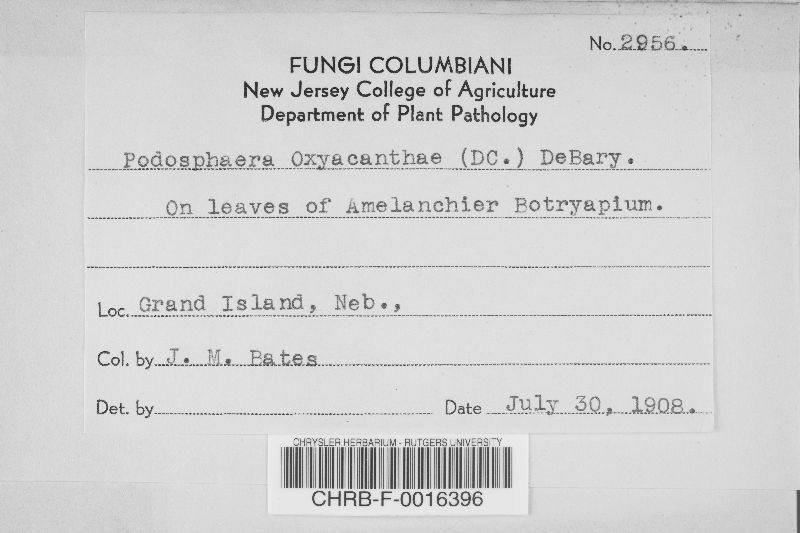 No. 2956.
FUNGI COLUMBIANI
New Jersey College of Agriculture
Department of Plant Pathology
Podosphaera Oxyacanthae (DC.) DeBary.
On leaves of Amelanchier Botryapium.
Loc. Grand Island, Neb.,
Col. by J. M. Bates
Det. by Date July 30, 1908.
CHRYSLER HERBARIUM - RUTGERS UNIVERSITY
CHRB-F-0016396